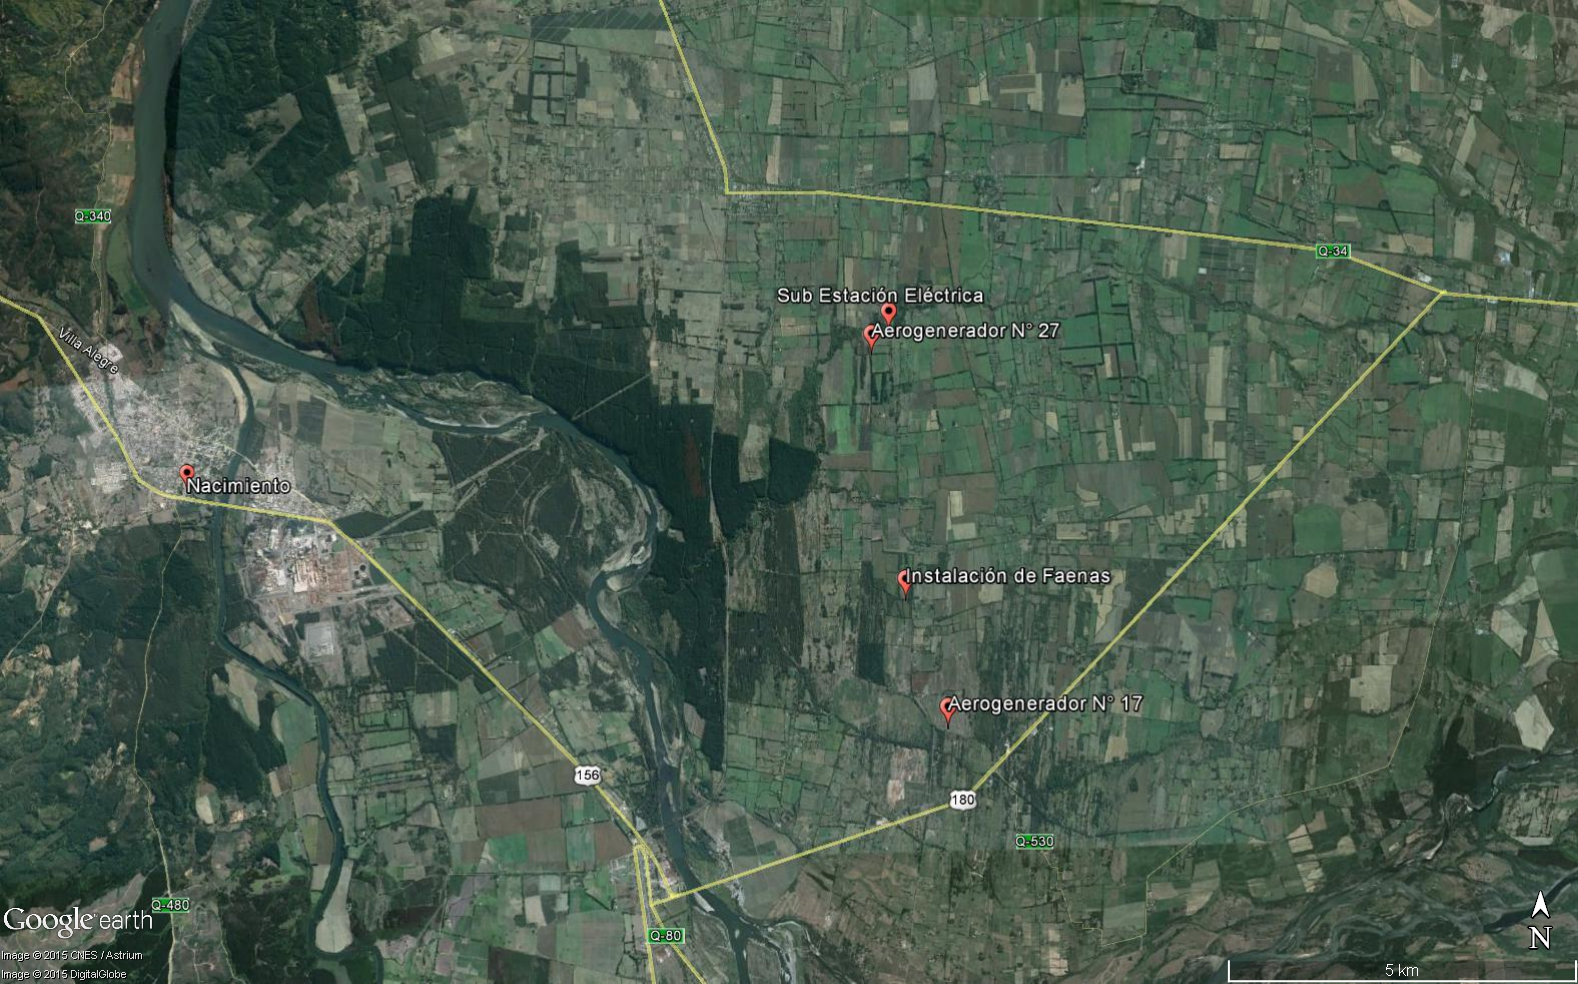 Q-340
Q-34
Sub Estación Eléctrica
Aerogenerador N° 27
Villa Alegre
Nacimiento
Instalación de Faenas
Aerogenerador N° 17
156
180
Q-530
Q-480
Q-80
Google earth
N
Image © 2015 CNES / Astrium
Image © 2015 DigitalGlobe
5 km